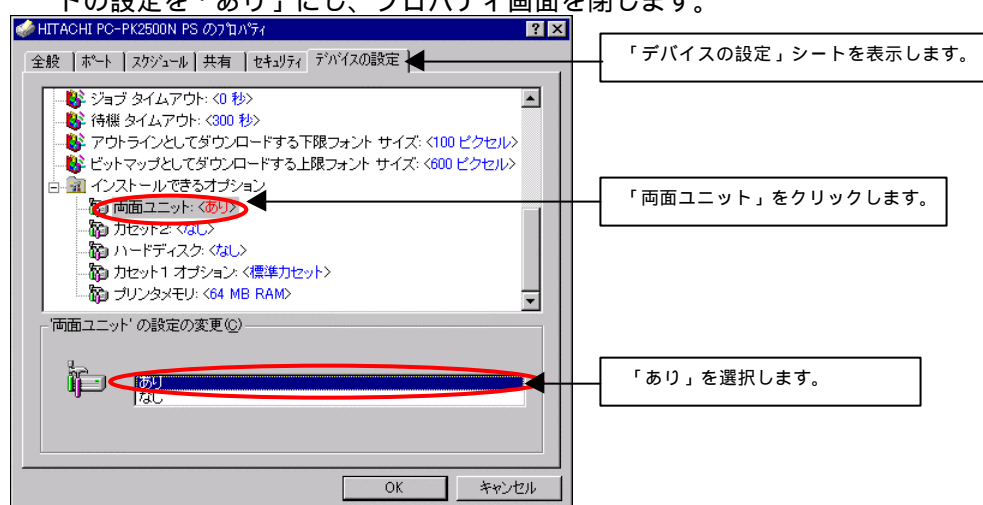 ドの設定を「あり」にし、プロパティ画面を閉じます。
HITACHI PC-PK2500N PS のプロパティ
全般 ポート スケジュール 共有 セキュリティ デバイスの設定
「デバイスの設定」シートを表示します。
ジョブ タイムアウト: <0 秒>
待機 タイムアウト: <300 秒>
アウトラインとしてダウンロードする下限フォント サイズ: <100 ピクセル>
ビットマップとしてダウンロードする上限フォント サイズ: <600 ピクセル>
インストールできるオプション
両面ユニット: <あり>
「両面ユニット」をクリックします。
カセット2: <なし>
ハードディスク: <なし>
カセット1 オプション: <標準カセット>
プリンタメモリ: <64 MB RAM>
'両面ユニット' の設定の変更(C)
あり
「あり」を選択します。
なし
OK キャンセル